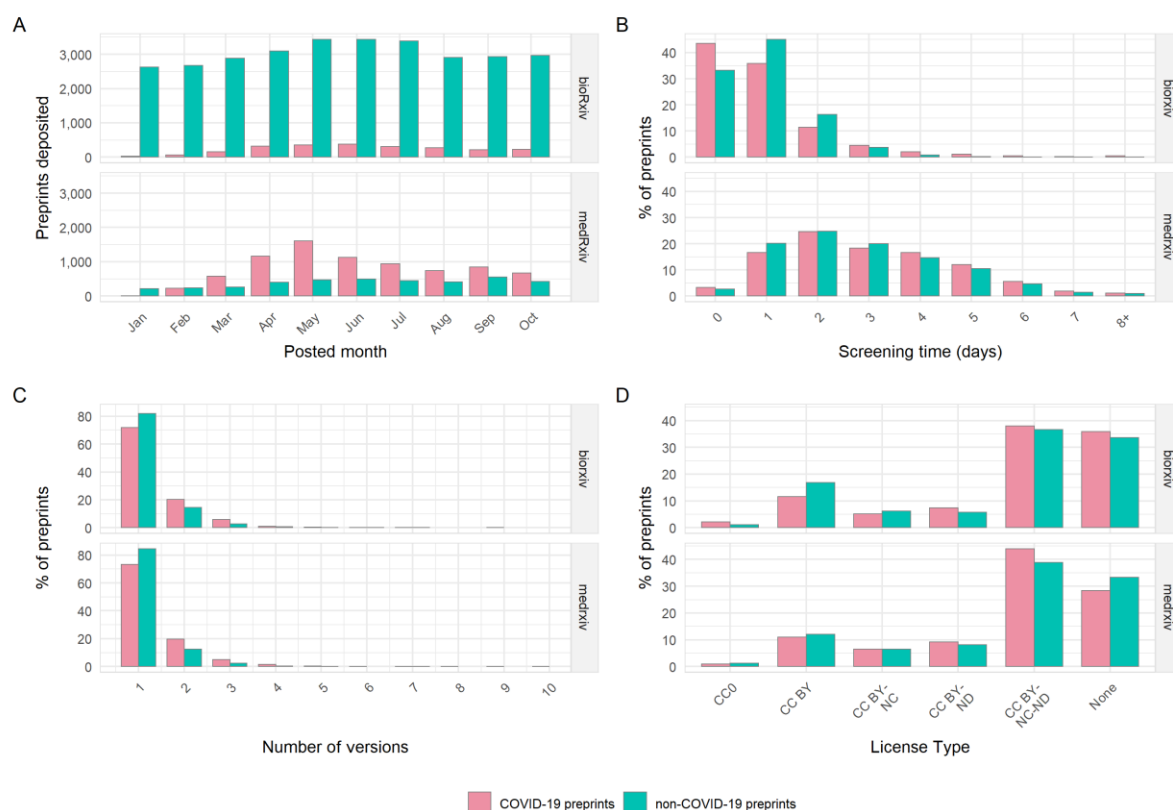 A
Preprints deposited
3,000
2,000
1,000
0
bioRxiv
3,000
2,000
1,000
0
medRxiv
Jan Feb Mar Apr May Jun Jul Aug Sep Oct
Posted month
B
% of preprints
40
30
20
10
0
biorxiv
40
30
20
10
0
medrxiv
0 1 2 3 4 5 6 7 8+
Screening time (days)
C
% of preprints
80
60
40
20
0
biorxiv
80
60
40
20
0
medrxiv
1 2 3 4 5 6 7 8 9 10
Number of versions
D
% of preprints
40
30
20
10
0
biorxiv
40
30
20
10
0
medrxiv
CC0
CC BY
CC BY-
NC
CC BY-
ND
CC BY-
NC-ND
None
License Type
COVID-19 preprints non-COVID-19 preprints